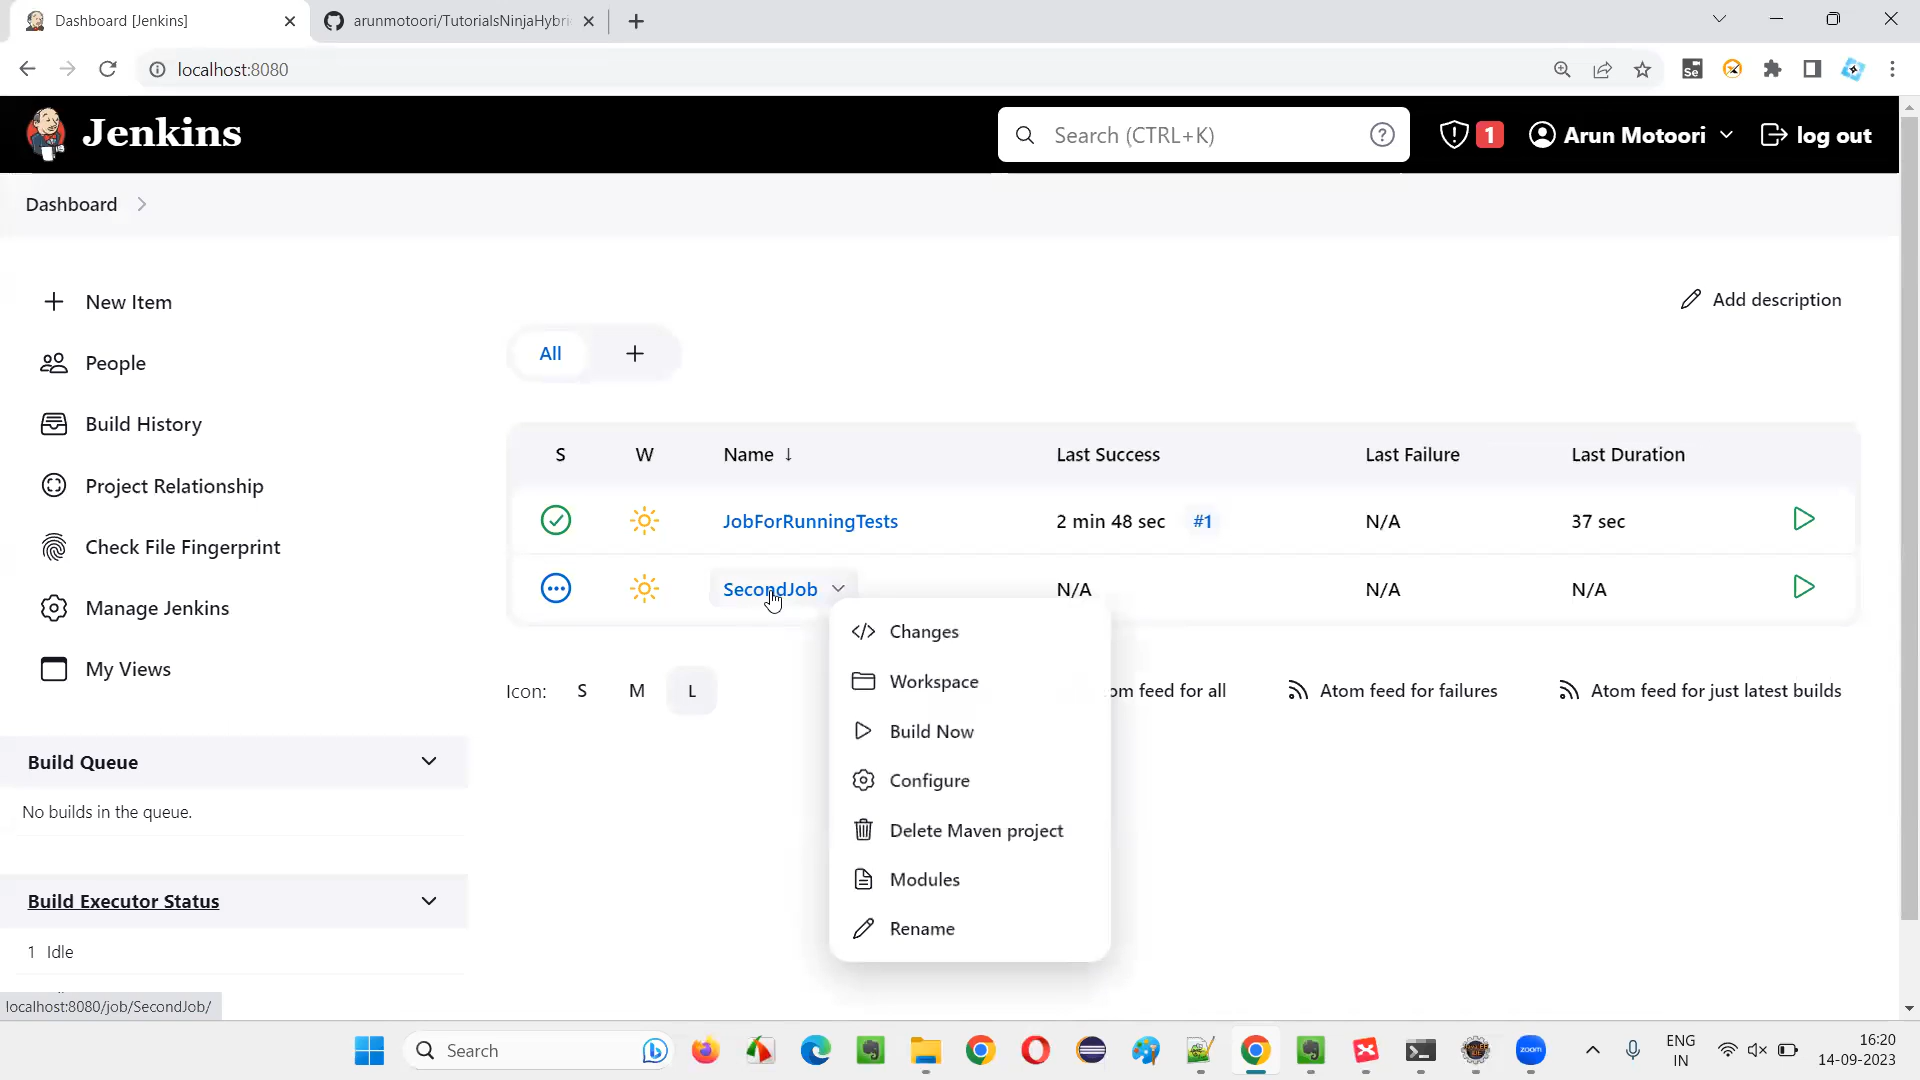 Dashboard [Jenkins]
arunmotoori/TutorialsNinjaHybri
localhost:8080
Jenkins
Search (CTRL+K)
1
Arun Motoori
log out
Dashboard
New Item
People
Build History
Project Relationship
Check File Fingerprint
Manage Jenkins
My Views
Add description
All
S W Name ↓ Last Success Last Failure Last Duration
JobForRunningTests 2 min 48 sec #1 N/A 37 sec
SecondJob N/A N/A N/A
Changes
Workspace
Build Now
Configure
Delete Maven project
Modules
Rename
Icon: S M L
om feed for all
Atom feed for failures
Atom feed for just latest builds
Build Queue
No builds in the queue.
Build Executor Status
1 Idle
localhost:8080/job/SecondJob/
Search
zoom
ENG
IN
16:20
14-09-2023